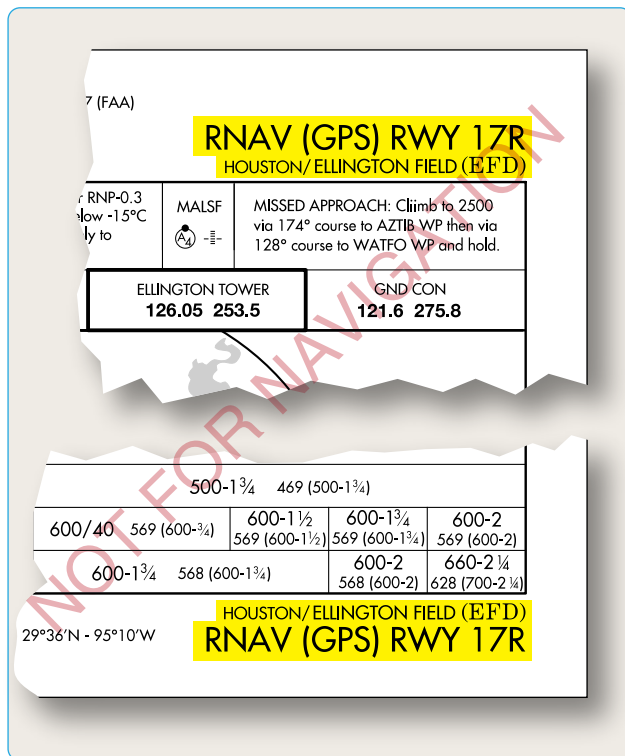 7 (FAA)
RNAV (GPS) RWY 17R
HOUSTON/ ELLINGTON FIELD (EFD)
RNP-0.3
-15°C
ly to
MALSF
A4
MISSED APPROACH: Cliimb to 2500
via 174° course to AZTIB WP then via
128° course to WATFO WP and hold.
ELLINGTON TOWER
126.05 253.5
GND CON
121.6 275.8
NOT FOR NAVIGATION
500-1¾ 469 (500-1¾)
600/40 569 (600-¾)
600-1½
569 (600-1½)
600-1¾
569 (600-1¾)
600-2
569 (600-2)
600-1¾ 568 (600-1¾)
600-2
568 (600-2)
660-2 ¼
628 (700-2 ¼)
HOUSTON/ ELLINGTON FIELD (EFD)
29°36'N - 95°10'W
RNAV (GPS) RWY 17R